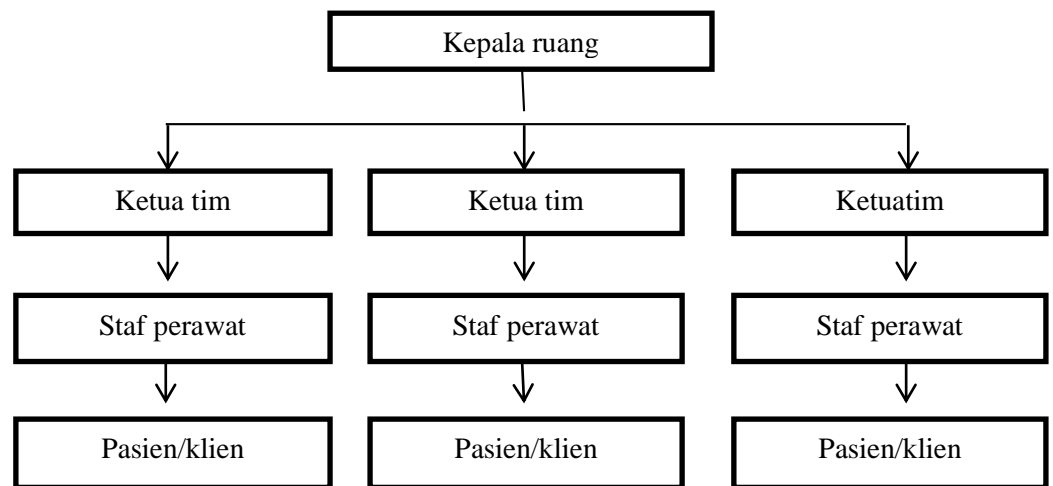 Kepala ruang
Ketua tim
Ketua tim
Ketuatim
Staf perawat
Staf perawat
Staf perawat
Pasien/klien
Pasien/klien
Pasien/klien